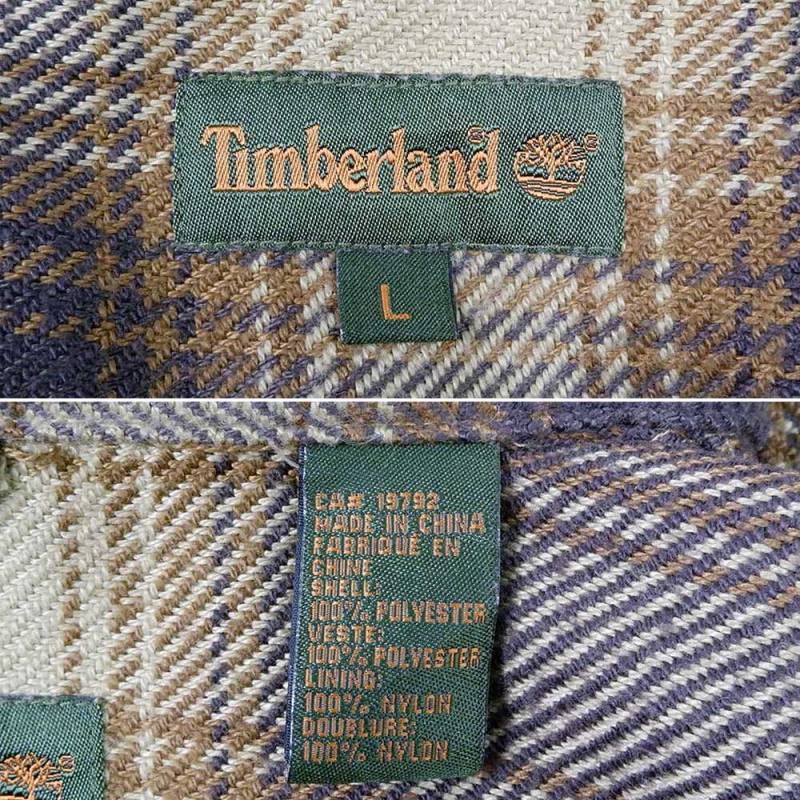 Timberland®
®
L
CA# 19792
MADE IN CHINA
FABRIQUÉ EN
CHINE
SHELL:
100% POLYESTER
VESTE:
100% POLYESTER
LINING:
100% NYLON
DOUBLURE:
100% NYLON
®